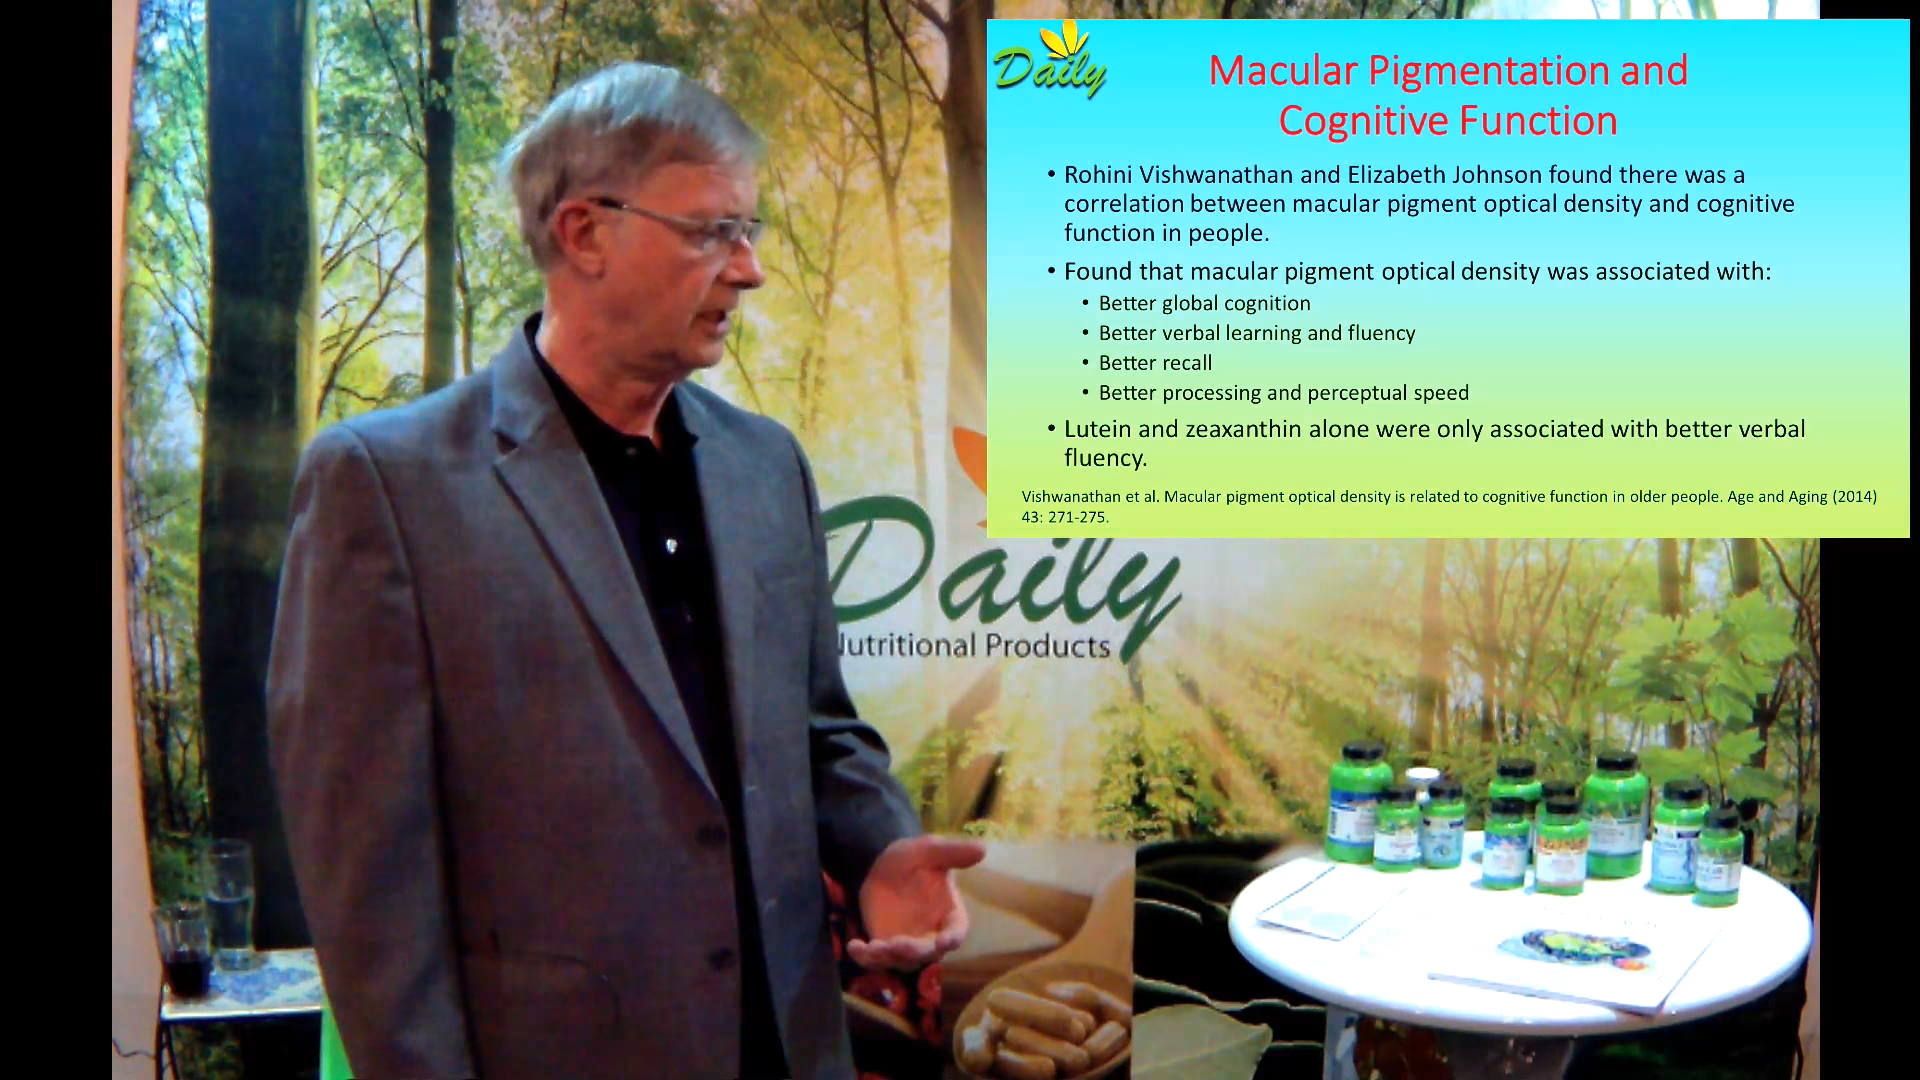 Daily
Macular Pigmentation and
Cognitive Function
• Rohini Vishwanathan and Elizabeth Johnson found there was a
correlation between macular pigment optical density and cognitive
function in people.
• Found that macular pigment optical density was associated with:
• Better global cognition
• Better verbal learning and fluency
• Better recall
• Better processing and perceptual speed
• Lutein and zeaxanthin alone were only associated with better verbal
fluency.
Vishwanathan et al. Macular pigment optical density is related to cognitive function in older people. Age and Aging (2014)
43: 271-275.
Daily
Nutritional Products